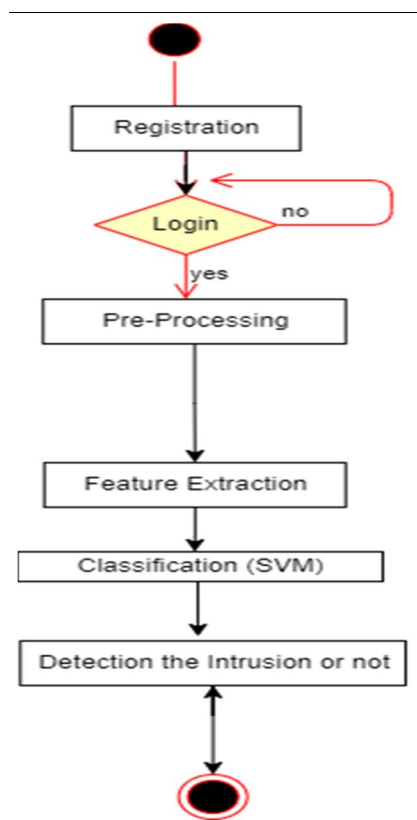 Registration
Login
no
yes
Pre-Processing
Feature Extraction
Classification (SVM)
Detection the Intrusion or not